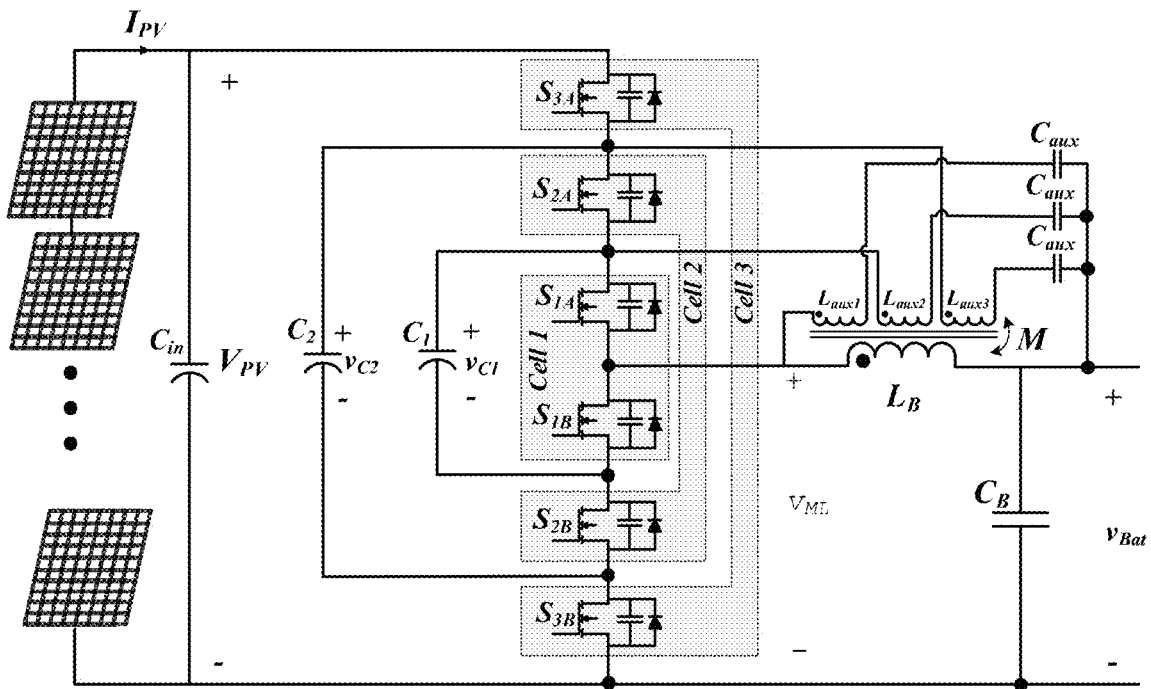 I_PV
+
S_3A
C_aux
S_2A
C_aux
C_aux
Cell 2
Cell 3
S_1A
L_aux1
L_aux2
L_aux3
C_in
V_PV
C_2
+
v_C2
-
C_1
+
v_C1
-
Cell 1
M
+
L_B
+
S_1B
V_ML
C_B
S_2B
v_Bat
S_3B
-
-
-